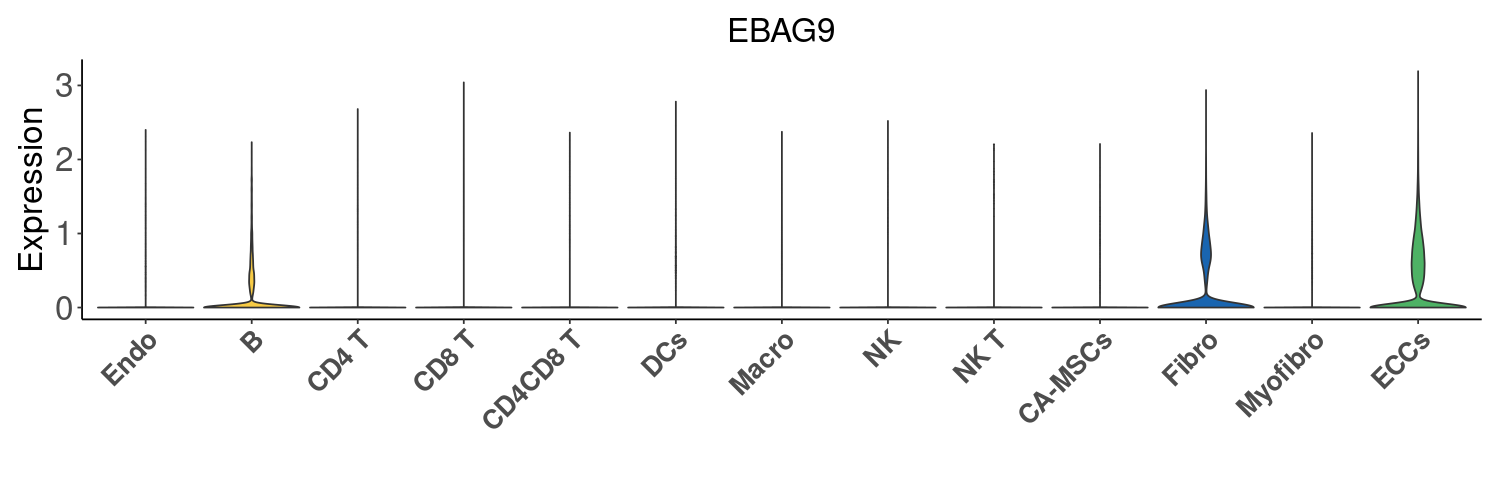 EBAG9
Expression
3
2
1
0
Endo
B
CD4 T
CD8 T
CD4CD8 T
DCs
Macro
NK
NK T
CA-MSCs
Fibro
Myofibro
ECCs